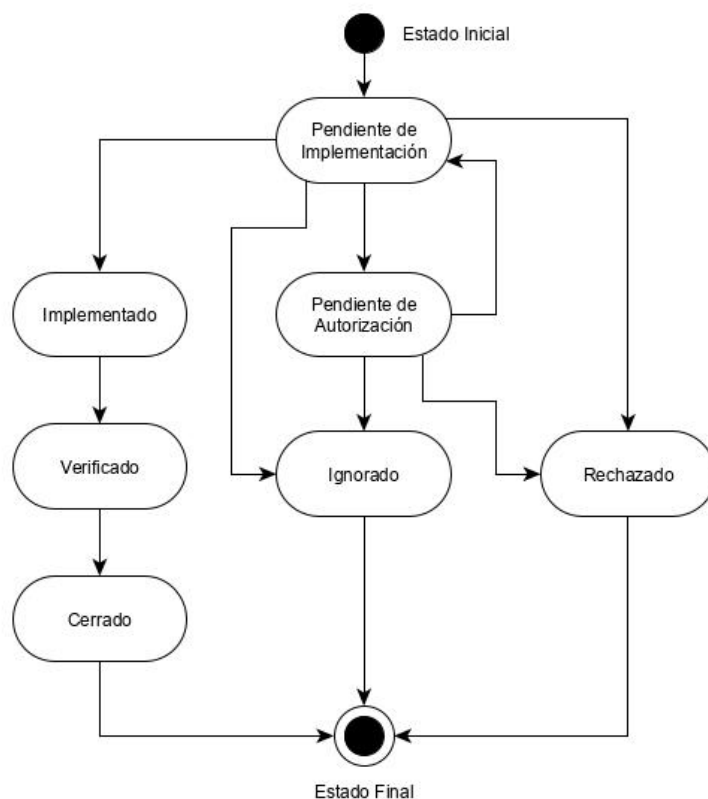 Estado Inicial
Pendiente de
Implementación
Implementado
Pendiente de
Autorización
Verificado
Ignorado
Rechazado
Cerrado
Estado Final